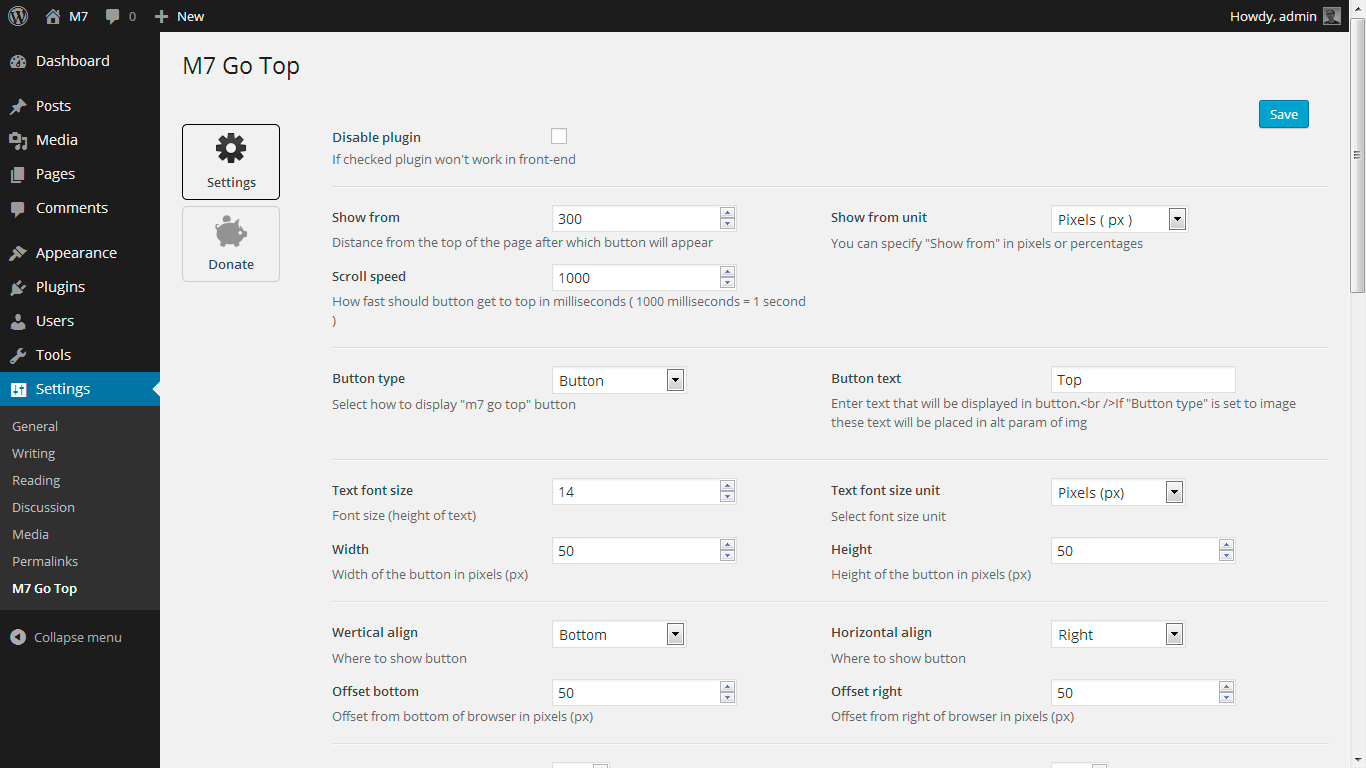 M7 0 New Howdy, admin
Dashboard
Posts
Media
Pages
Comments
Appearance
Plugins
Users
Tools
Settings
General
Writing
Reading
Discussion
Media
Permalinks
M7 Go Top
Collapse menu
M7 Go Top
Save
Settings
Donate
Disable plugin
If checked plugin won't work in front-end
Show from 300 Show from unit Pixels ( px )
Distance from the top of the page after which button will appear You can specify "Show from" in pixels or percentages
Scroll speed 1000
How fast should button get to top in milliseconds ( 1000 milliseconds = 1 second
)
Button type Button Button text Top
Select how to display "m7 go top" button Enter text that will be displayed in button.<br />If "Button type" is set to image
these text will be placed in alt param of img
Text font size 14 Text font size unit Pixels (px)
Font size (height of text) Select font size unit
Width 50 Height 50
Width of the button in pixels (px) Height of the button in pixels (px)
Wertical align Bottom Horizontal align Right
Where to show button Where to show button
Offset bottom 50 Offset right 50
Offset from bottom of browser in pixels (px) Offset from right of browser in pixels (px)